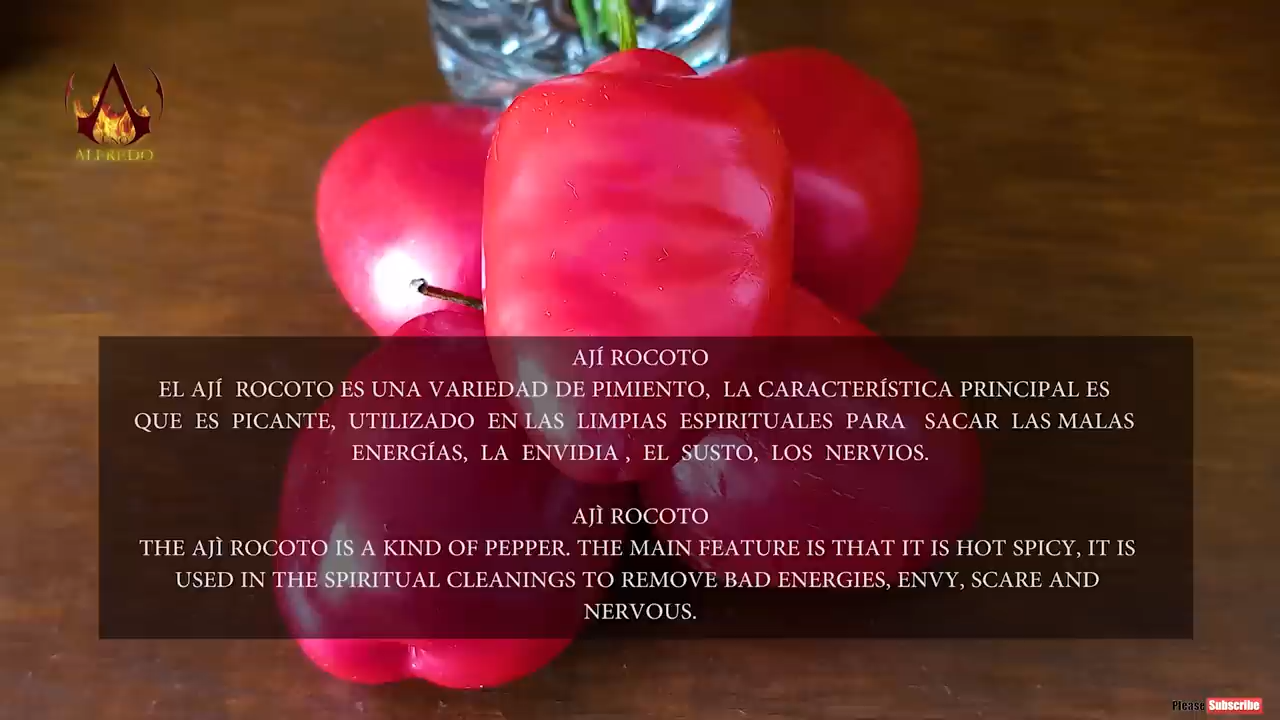 ALFREDO
AJÍ ROCOTO
EL AJÍ ROCOTO ES UNA VARIEDAD DE PIMIENTO, LA CARACTERÍSTICA PRINCIPAL ES
QUE ES PICANTE, UTILIZADO EN LAS LIMPIAS ESPIRITUALES PARA SACAR LAS MALAS
ENERGÍAS, LA ENVIDIA , EL SUSTO, LOS NERVIOS.
AJÌ ROCOTO
THE AJÌ ROCOTO IS A KIND OF PEPPER. THE MAIN FEATURE IS THAT IT IS HOT SPICY, IT IS
USED IN THE SPIRITUAL CLEANINGS TO REMOVE BAD ENERGIES, ENVY, SCARE AND
NERVOUS.
Please Subscribe